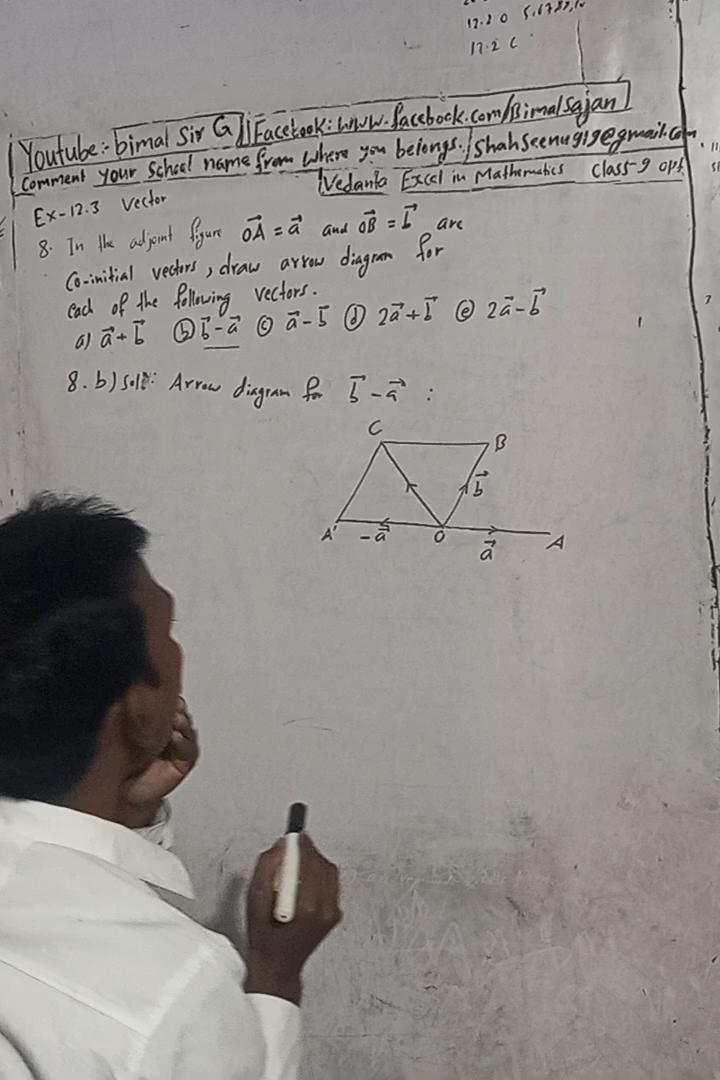 17.2 C
Youtube:- bimal Sir G || Facebook: www.facebook.com/Bimalsajan
Comment your School name from where you belongs. / Shahseenu919@gmail.com
Vedanta Excel in Mathematics Class-9 opt
Ex-12.3 Vector
8. In the adjoint figure OA⃗ = a⃗ and OB⃗ = b⃗ are
Co-initial vectors, draw arrow diagram for
each of the following vectors.
a) a⃗ + b⃗ (b) b⃗ - a⃗ (c) a⃗ - b⃗ (d) 2a⃗ + b⃗ (e) 2a⃗ - b⃗
8. b) Solⁿ: Arrow diagram for b⃗ - a⃗ :
C B
b⃗
A' -a⃗ O a⃗ A